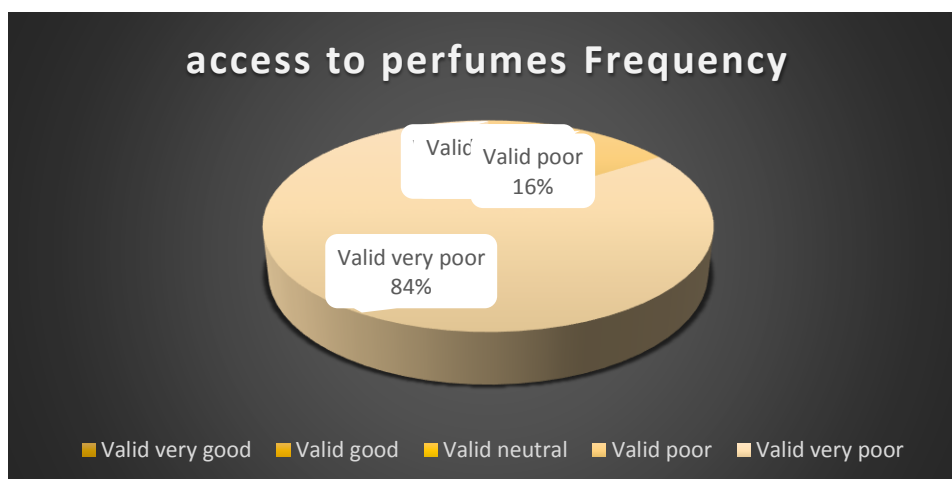 access to perfumes Frequency
Valid
Valid poor
16%
Valid very poor
84%
Valid very good
Valid good
Valid neutral
Valid poor
Valid very poor